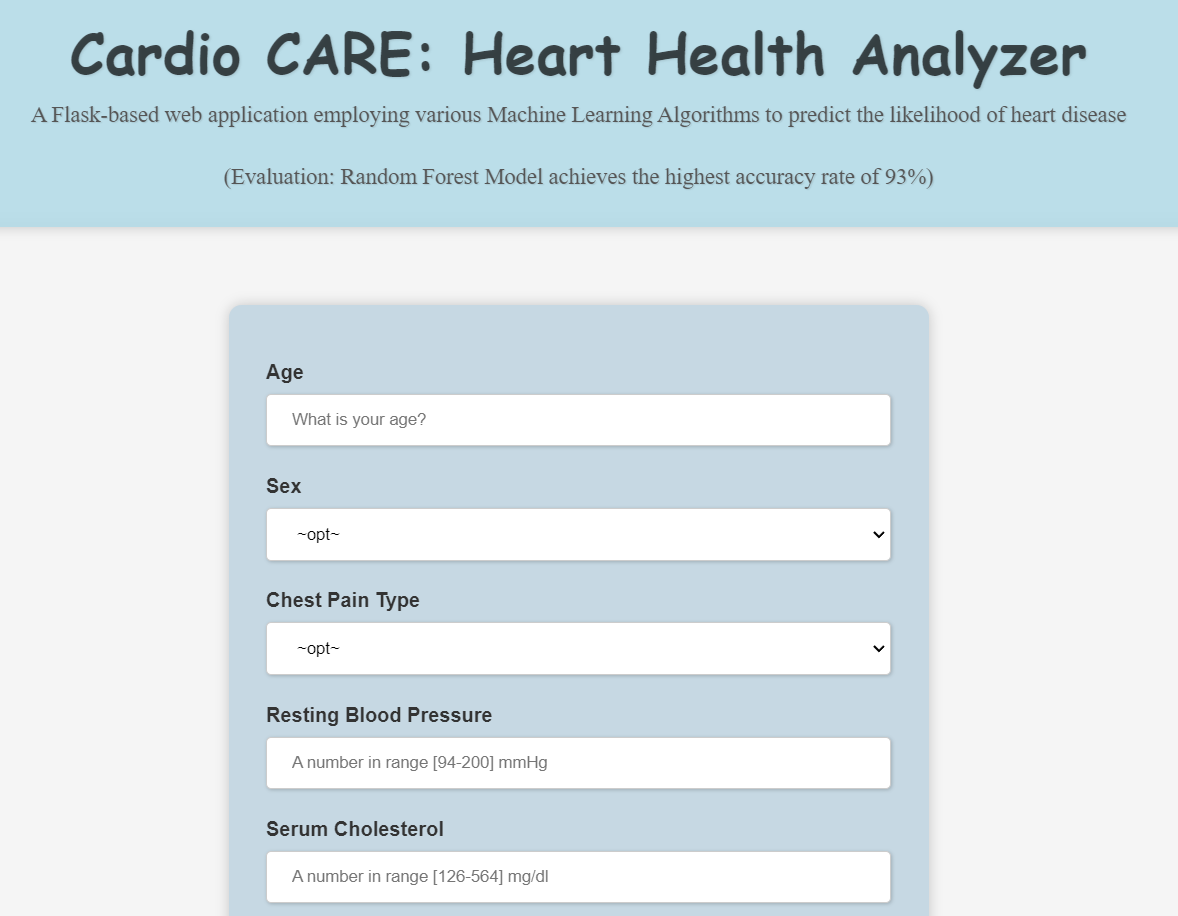 Cardio CARE: Heart Health Analyzer
A Flask-based web application employing various Machine Learning Algorithms to predict the likelihood of heart disease
(Evaluation: Random Forest Model achieves the highest accuracy rate of 93%)
Age
What is your age?
Sex
~opt~
Chest Pain Type
~opt~
Resting Blood Pressure
A number in range [94-200] mmHg
Serum Cholesterol
A number in range [126-564] mg/dl